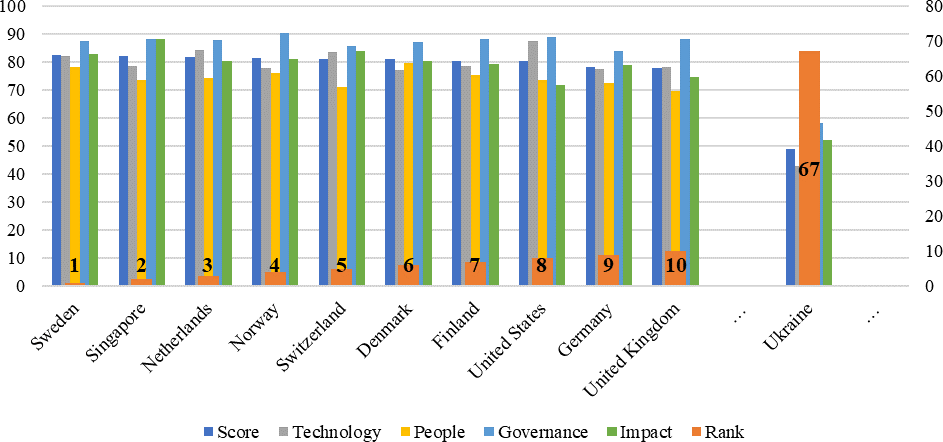 100 80
90 70
80 60
70
60 50
50 40
40 30
30 20
20
10 10
0 0
1 2 3 4 5 6 7 8 9 10 67
Sweden
Singapore
Netherlands
Norway
Switzerland
Denmark
Finland
United States
Germany
United Kingdom
...
Ukraine
...
Score Technology People Governance Impact Rank